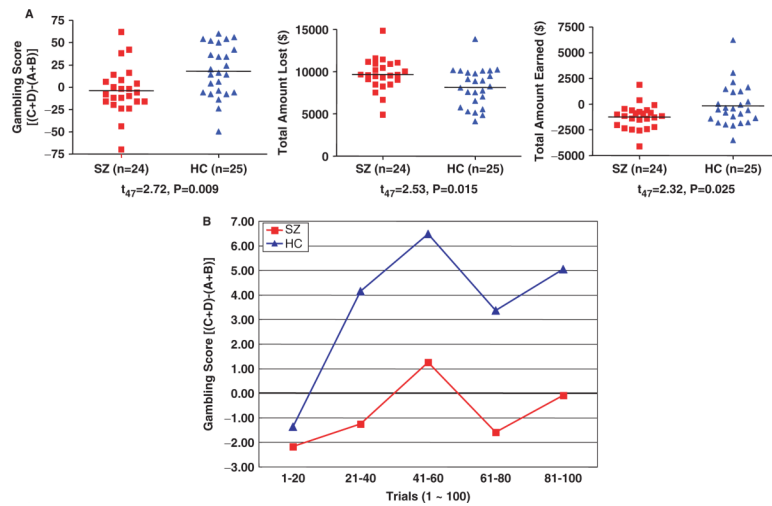 A
Gambling Score
[(C+D)-(A+B)]
75
50
25
0
−25
−50
−75
SZ (n=24)
HC (n=25)
t47=2.72, P=0.009
Total Amount Lost ($)
15000
10000
5000
0
SZ (n=24)
HC (n=25)
t47=2.53, P=0.015
Total Amount Earned ($)
7500
5000
2500
0
−2500
−5000
SZ (n=24)
HC (n=25)
t47=2.32, P=0.025
B
Gambling Score [(C+D)-(A+B)]
7.00
6.00
5.00
4.00
3.00
2.00
1.00
0.00
−1.00
−2.00
−3.00
SZ
HC
1-20
21-40
41-60
61-80
81-100
Trials (1 ~ 100)